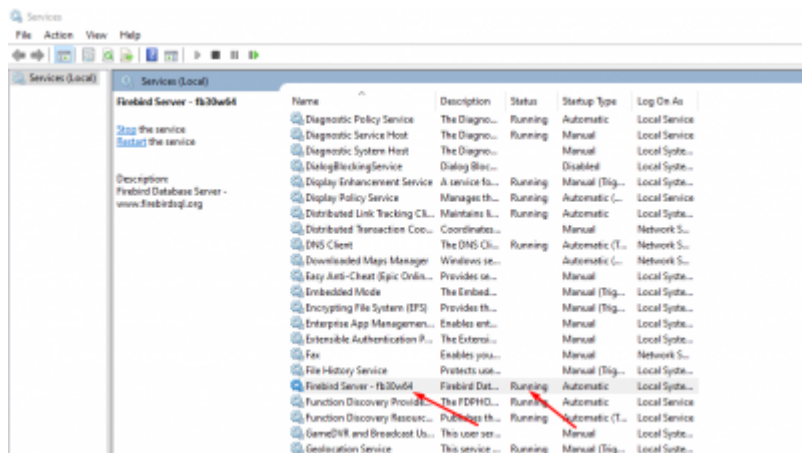 Services
File Action View Help
Services (Local)
Services (Local)
Firebird Server - fb30w64
Stop the service
Restart the service
Description:
Firebird Database Server -
www.firebirdsql.org
Name Description Status Startup Type Log On As
Diagnostic Policy Service The Diagno... Running Automatic Local Service
Diagnostic Service Host The Diagno... Running Manual Local Service
Diagnostic System Host The Diagno... Manual Local Syste...
DialogBlockingService Dialog Bloc... Disabled Local Syste...
Display Enhancement Service A service fo... Running Manual (Trig... Local Syste...
Display Policy Service Manages th... Running Automatic (... Local Service
Distributed Link Tracking Cli... Maintains li... Running Automatic Local Syste...
Distributed Transaction Coo... Coordinates... Manual Network S...
DNS Client The DNS Cli... Running Automatic (T... Network S...
Downloaded Maps Manager Windows se... Automatic (... Network S...
Easy Anti-Cheat (Epic Onlin... Provides se... Manual Local Syste...
Embedded Mode The Embed... Manual (Trig... Local Syste...
Encrypting File System (EFS) Provides th... Manual (Trig... Local Syste...
Enterprise App Managemen... Enables ent... Manual Local Syste...
Extensible Authentication P... The Extensi... Manual Local Syste...
Fax Enables you... Manual Network S...
File History Service Protects use... Manual (Trig... Local Syste...
Firebird Server - fb30w64 Firebird Dat... Running Automatic Local Syste...
Function Discovery Provide... The FDPHO... Running Manual Local Service
Function Discovery Resourc... Publishes th... Running Automatic (T... Local Service
GameDVR and Broadcast Us... This user ser... Manual Local Syste...
Geolocation Service This service ... Running Manual (Trig... Local Syste...